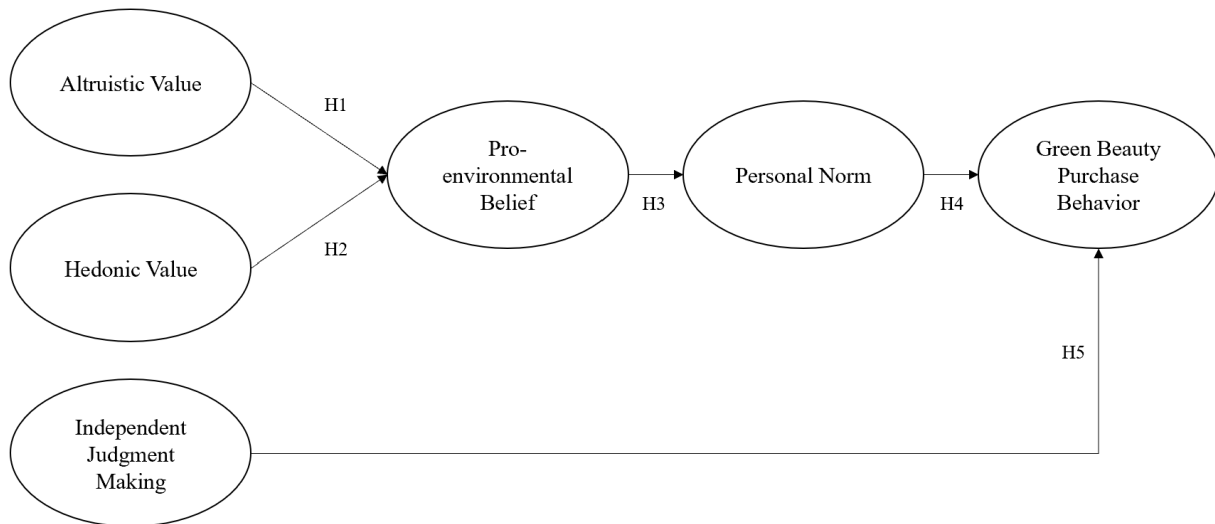 Altruistic Value
H1
Pro-
environmental
Belief
H3
Personal Norm
H4
Green Beauty
Purchase
Behavior
H2
Hedonic Value
H5
Independent
Judgment
Making